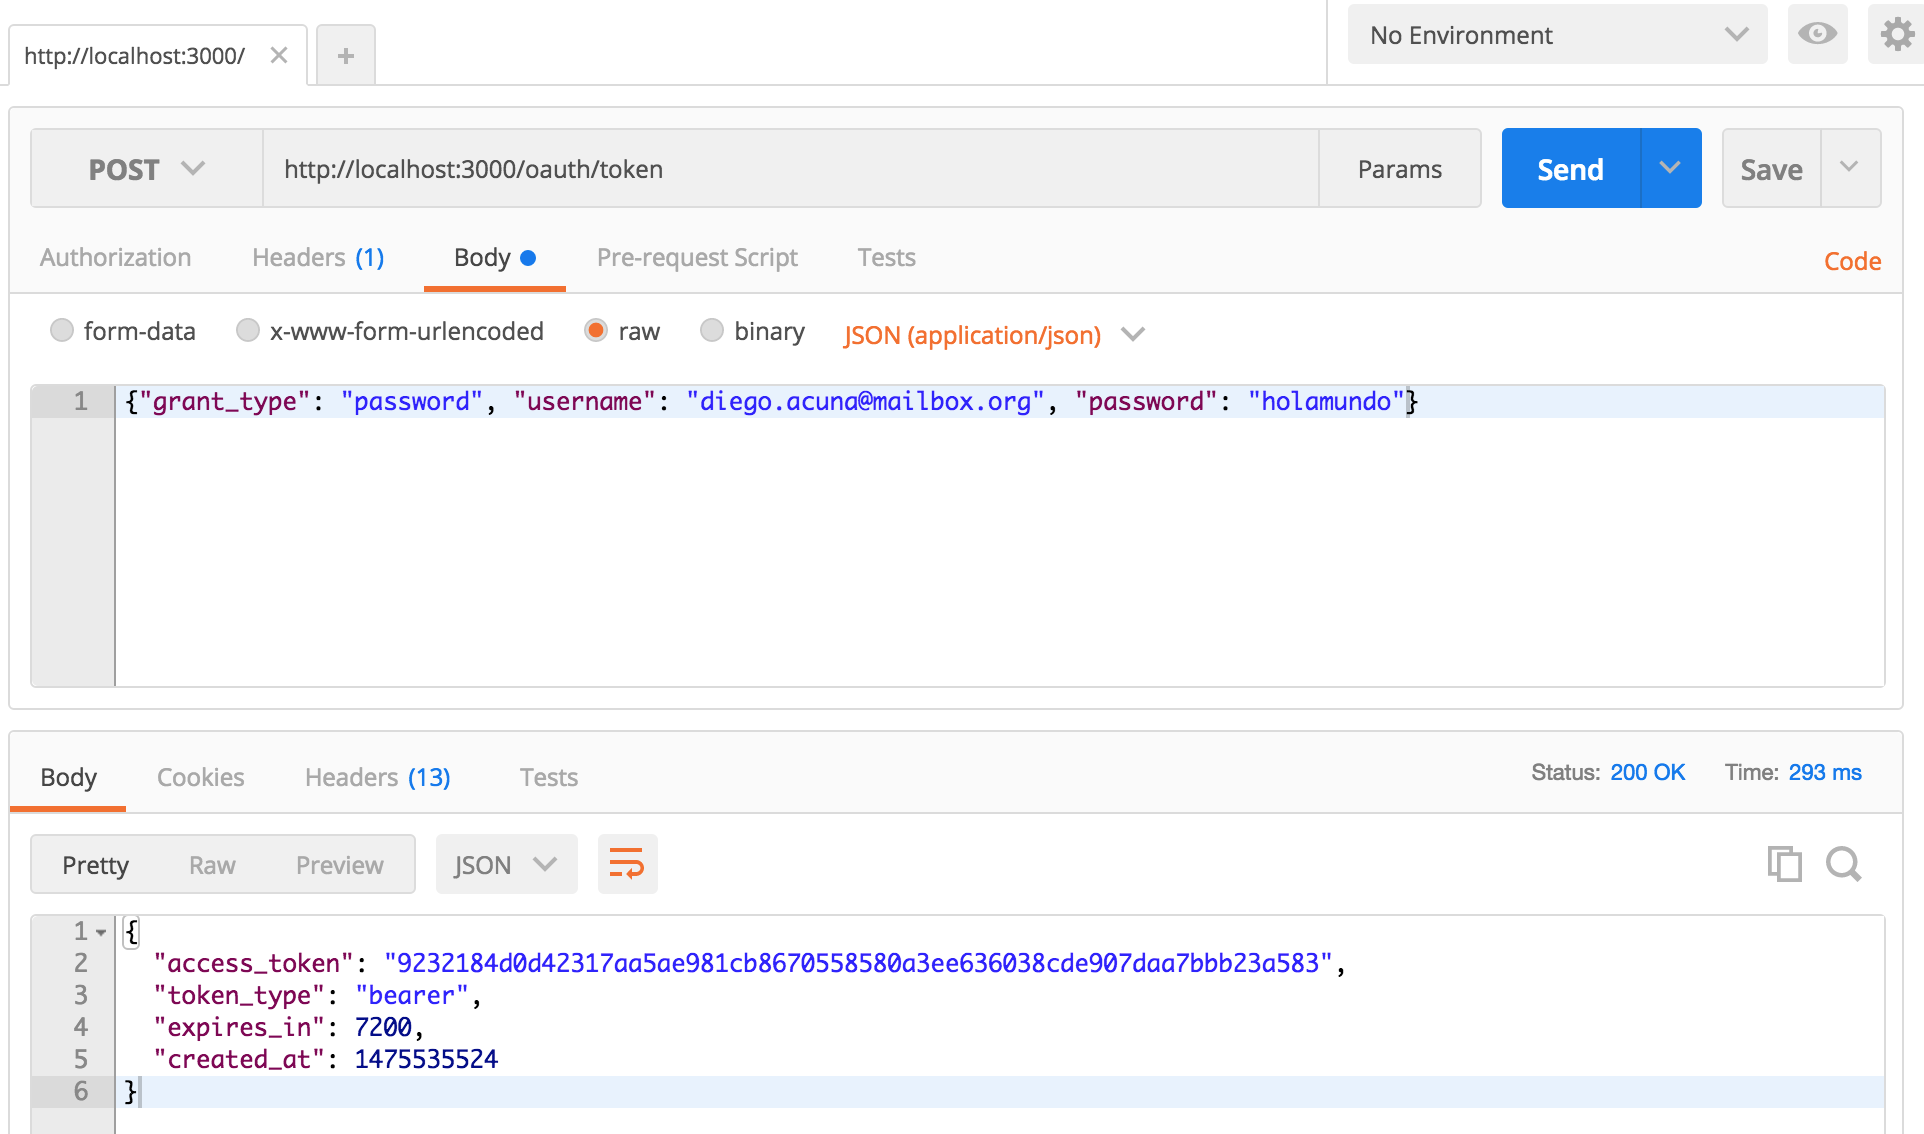 http://localhost:3000/
No Environment
POST http://localhost:3000/oauth/token Params Send Save
Authorization Headers (1) Body Pre-request Script Tests Code
form-data x-www-form-urlencoded raw binary JSON (application/json)
1 {"grant_type": "password", "username": "diego.acuna@mailbox.org", "password": "holamundo"}
Body Cookies Headers (13) Tests Status: 200 OK Time: 293 ms
Pretty Raw Preview JSON
1 {
2 "access_token": "9232184d0d42317aa5ae981cb8670558580a3ee636038cde907daa7bbb23a583",
3 "token_type": "bearer",
4 "expires_in": 7200,
5 "created_at": 1475535524
6 }